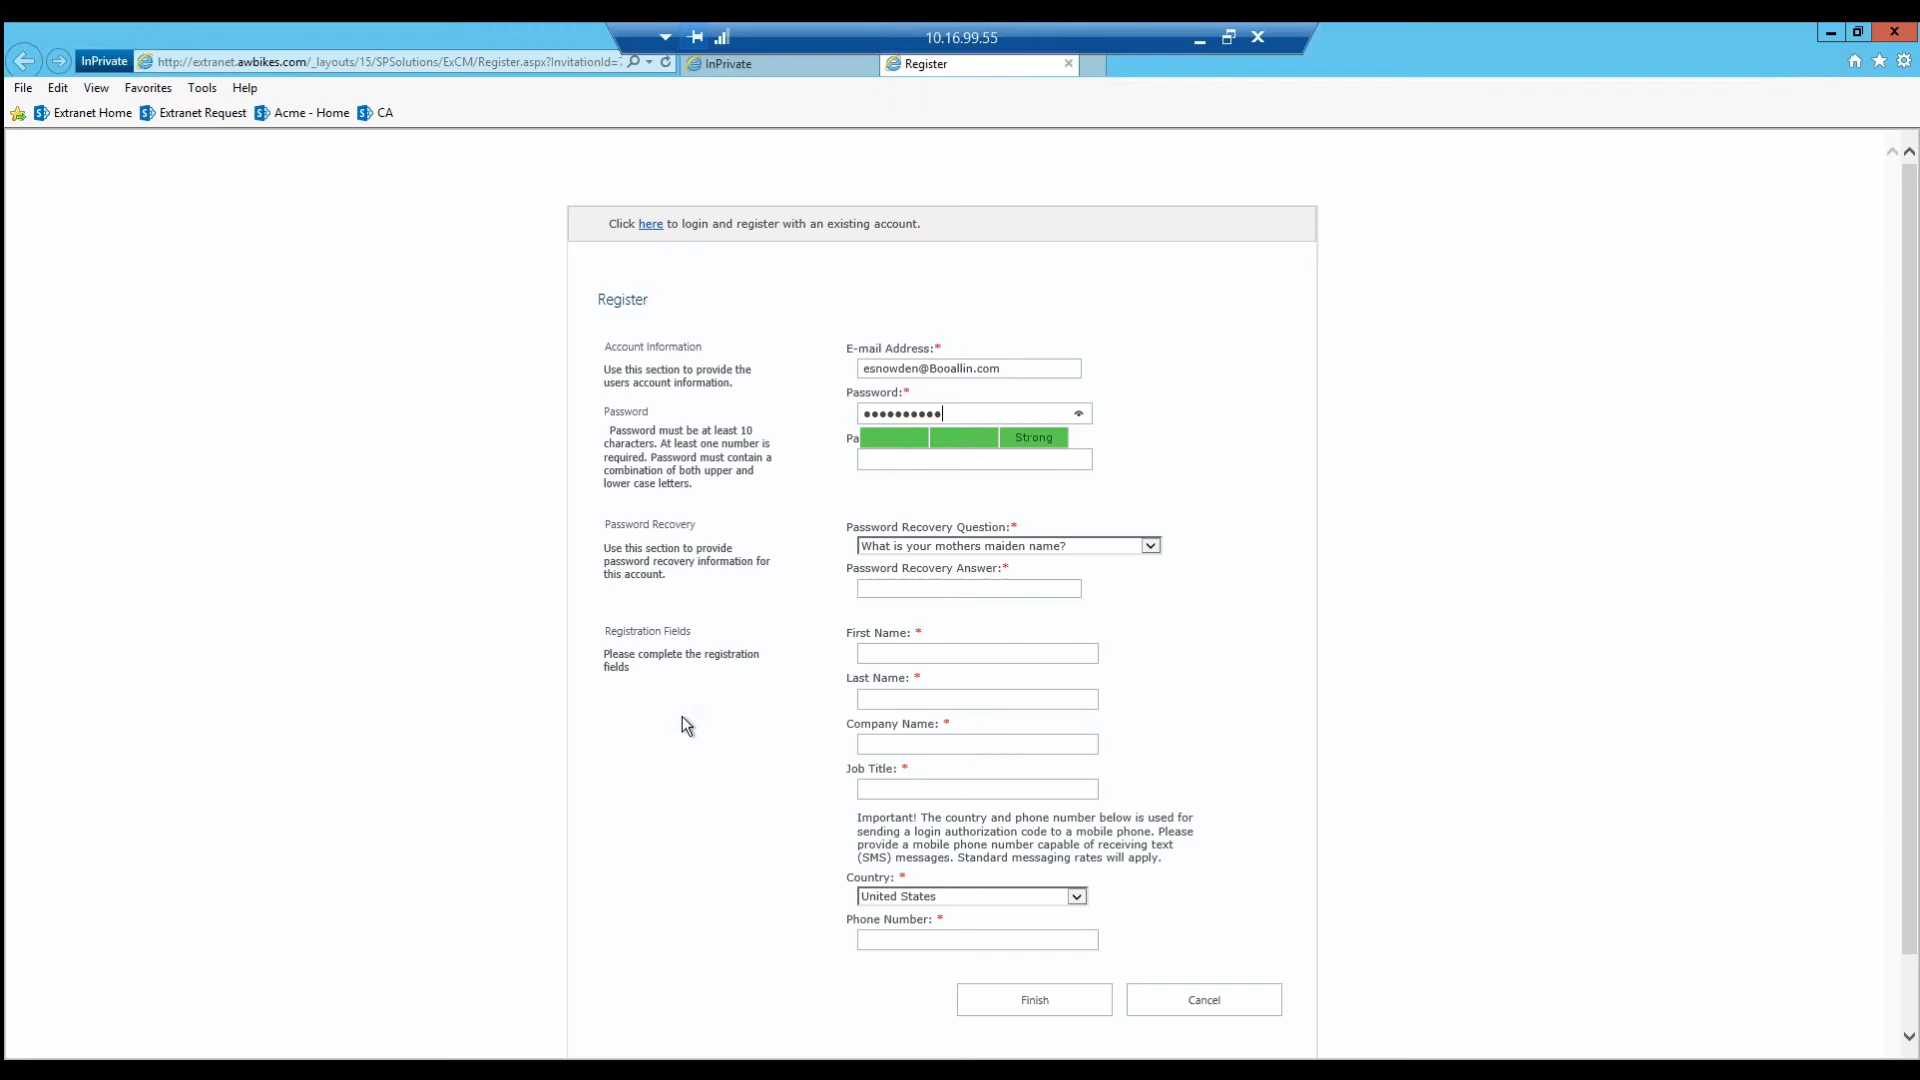 10.16.99.55
InPrivate
http://extranet.awbikes.com/_layouts/15/SPSolutions/ExCM/Register.aspx?InvitationId=
InPrivate
Register
File Edit View Favorites Tools Help
Extranet Home Extranet Request Acme - Home CA
Click here to login and register with an existing account.
Register
Account Information
Use this section to provide the
users account information.
E-mail Address:*
esnowden@Booallin.com
Password:*
Password
Password must be at least 10
characters. At least one number is
required. Password must contain a
combination of both upper and
lower case letters.
Pa
Strong
Password Recovery
Use this section to provide
password recovery information for
this account.
Password Recovery Question:*
What is your mothers maiden name?
Password Recovery Answer:*
Registration Fields
Please complete the registration
fields
First Name: *
Last Name: *
Company Name: *
Job Title: *
Important! The country and phone number below is used for
sending a login authorization code to a mobile phone. Please
provide a mobile phone number capable of receiving text
(SMS) messages. Standard messaging rates will apply.
Country: *
United States
Phone Number: *
Finish
Cancel